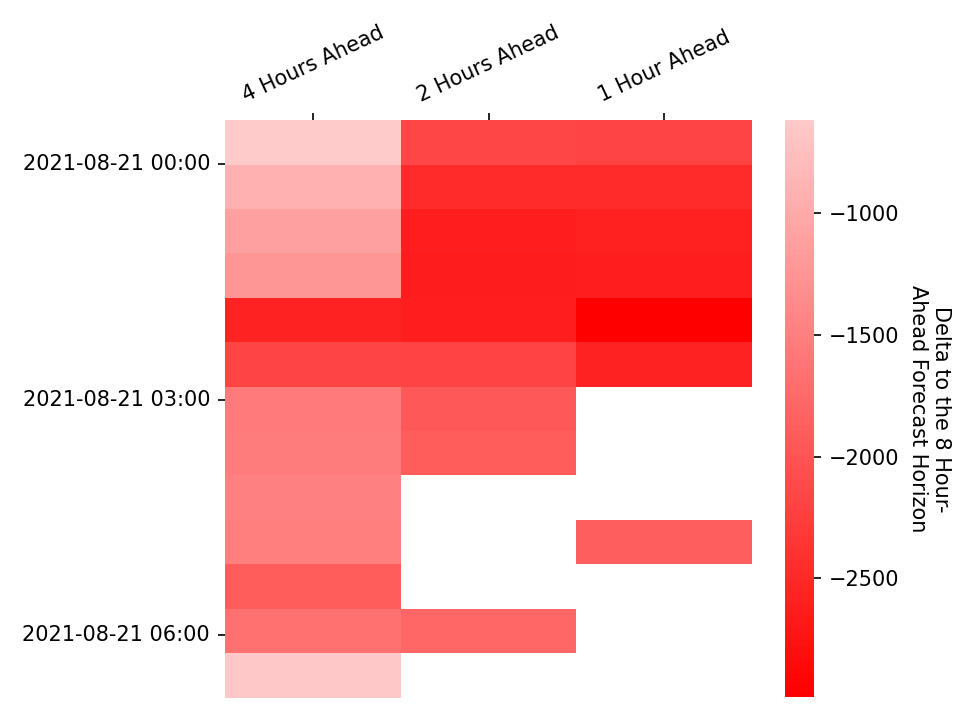 4 Hours Ahead
2 Hours Ahead
1 Hour Ahead
2021-08-21 00:00
2021-08-21 03:00
2021-08-21 06:00
−1000
−1500
−2000
−2500
Delta to the 8 Hour-
Ahead Forecast Horizon